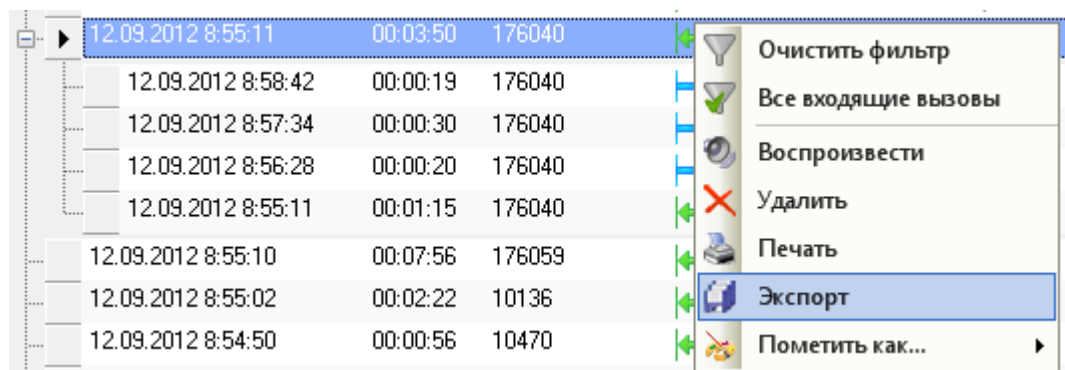 12.09.2012 8:55:11 00:03:50 176040
12.09.2012 8:58:42 00:00:19 176040
12.09.2012 8:57:34 00:00:30 176040
12.09.2012 8:56:28 00:00:20 176040
12.09.2012 8:55:11 00:01:15 176040
12.09.2012 8:55:10 00:07:56 176059
12.09.2012 8:55:02 00:02:22 10136
12.09.2012 8:54:50 00:00:56 10470
Очистить фильтр
Все входящие вызовы
Воспроизвести
Удалить
Печать
Экспорт
Пометить как...